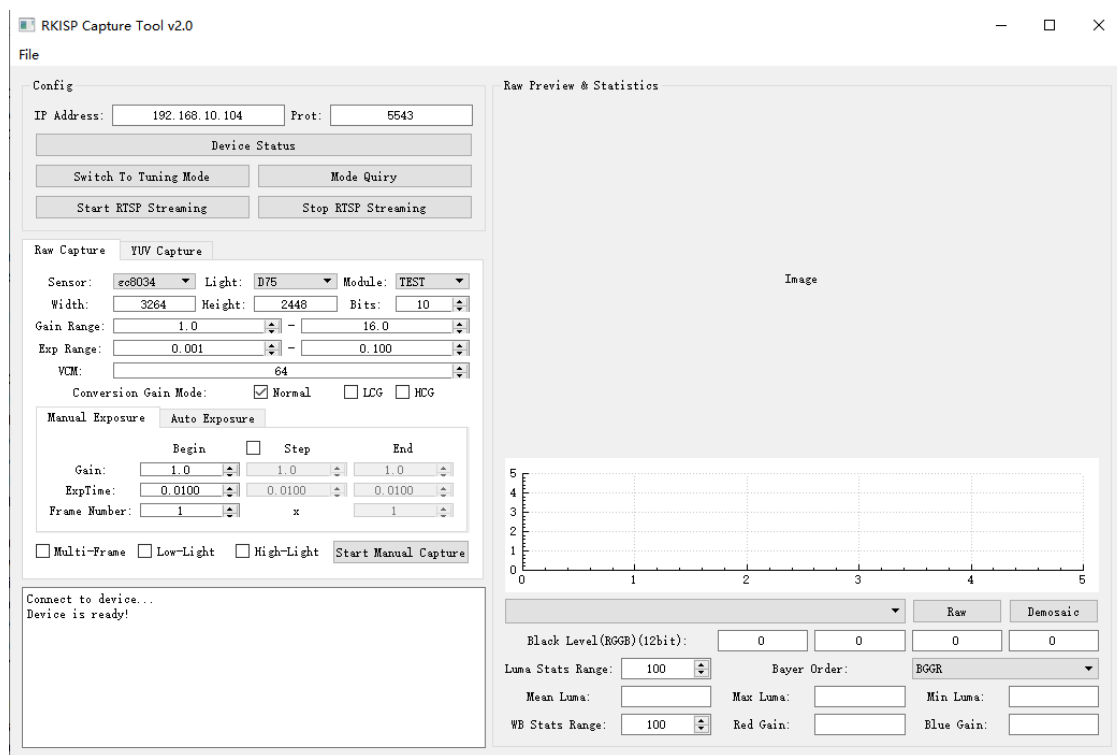 RKISP Capture Tool v2.0
File
Config
IP Address: 192.168.10.104 Prot: 5543
Device Status
Switch To Tuning Mode Mode Quiry
Start RTSP Streaming Stop RTSP Streaming
Raw Capture YUV Capture
Sensor: gc8034 Light: D75 Module: TEST
Width: 3264 Height: 2448 Bits: 10
Gain Range: 1.0 - 16.0
Exp Range: 0.001 - 0.100
VCM: 64
Conversion Gain Mode: Normal LCG HCG
Manual Exposure Auto Exposure
Begin Step End
Gain: 1.0 1.0 1.0
ExpTime: 0.0100 0.0100 0.0100
Frame Number: 1 x 1
Multi-Frame Low-Light High-Light Start Manual Capture
Connect to device...
Device is ready!
Raw Preview & Statistics
Image
5
4
3
2
1
0
0 1 2 3 4 5
Raw Demosaic
Black Level(RGGB)(12bit): 0 0 0 0
Luma Stats Range: 100 Bayer Order: BGGR
Mean Luma: Max Luma: Min Luma:
WB Stats Range: 100 Red Gain: Blue Gain: